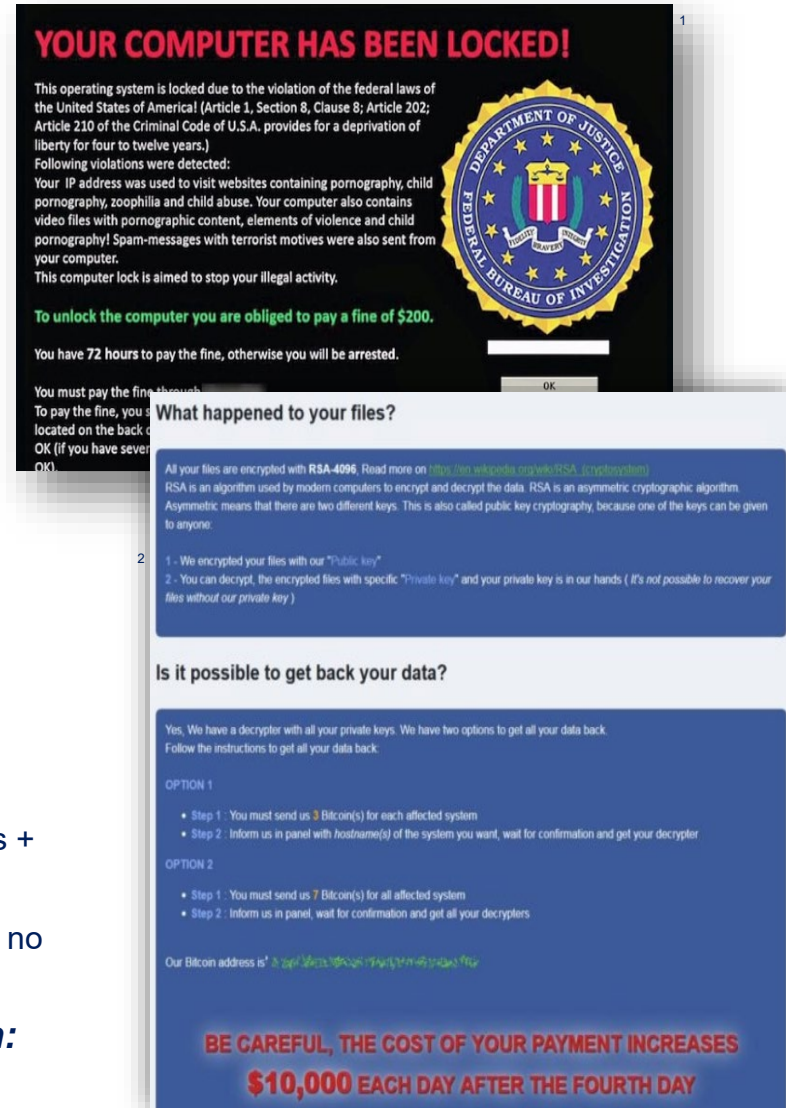 1
YOUR COMPUTER HAS BEEN LOCKED!
This operating system is locked due to the violation of the federal laws of
the United States of America! (Article 1, Section 8, Clause 8; Article 202;
Article 210 of the Criminal Code of U.S.A. provides for a deprivation of
liberty for four to twelve years.)
Following violations were detected:
Your IP address was used to visit websites containing pornography, child
pornography, zoophilia and child abuse. Your computer also contains
video files with pornographic content, elements of violence and child
pornography! Spam-messages with terrorist motives were also sent from
your computer.
This computer lock is aimed to stop your illegal activity.
To unlock the computer you are obliged to pay a fine of $200.
You have 72 hours to pay the fine, otherwise you will be arrested.
You must pay the fine through
To pay the fine, you s
located on the back o
OK (if you have sever
OK).
DEPARTMENT OF JUSTICE
FEDERAL BUREAU OF INVESTIGATION
FIDELITY BRAVERY INTEGRITY
OK
2
What happened to your files?
All your files are encrypted with RSA-4096, Read more on https://en.wikipedia.org/wiki/RSA_(cryptosystem)
RSA is an algorithm used by modern computers to encrypt and decrypt the data. RSA is an asymmetric cryptographic algorithm.
Asymmetric means that there are two different keys. This is also called public key cryptography, because one of the keys can be given
to anyone:
1 - We encrypted your files with our "Public key"
2 - You can decrypt, the encrypted files with specific "Private key" and your private key is in our hands ( It's not possible to recover your
files without our private key )
Is it possible to get back your data?
Yes, We have a decrypter with all your private keys. We have two options to get all your data back.
Follow the instructions to get all your data back:
OPTION 1
• Step 1 : You must send us 3 Bitcoin(s) for each affected system
• Step 2 : Inform us in panel with hostname(s) of the system you want, wait for confirmation and get your decrypter
OPTION 2
• Step 1 : You must send us 7 Bitcoin(s) for all affected system
• Step 2 : Inform us in panel, wait for confirmation and get all your decrypters
Our Bitcoin address is*
BE CAREFUL, THE COST OF YOUR PAYMENT INCREASES
$10,000 EACH DAY AFTER THE FOURTH DAY
s +
no
n: